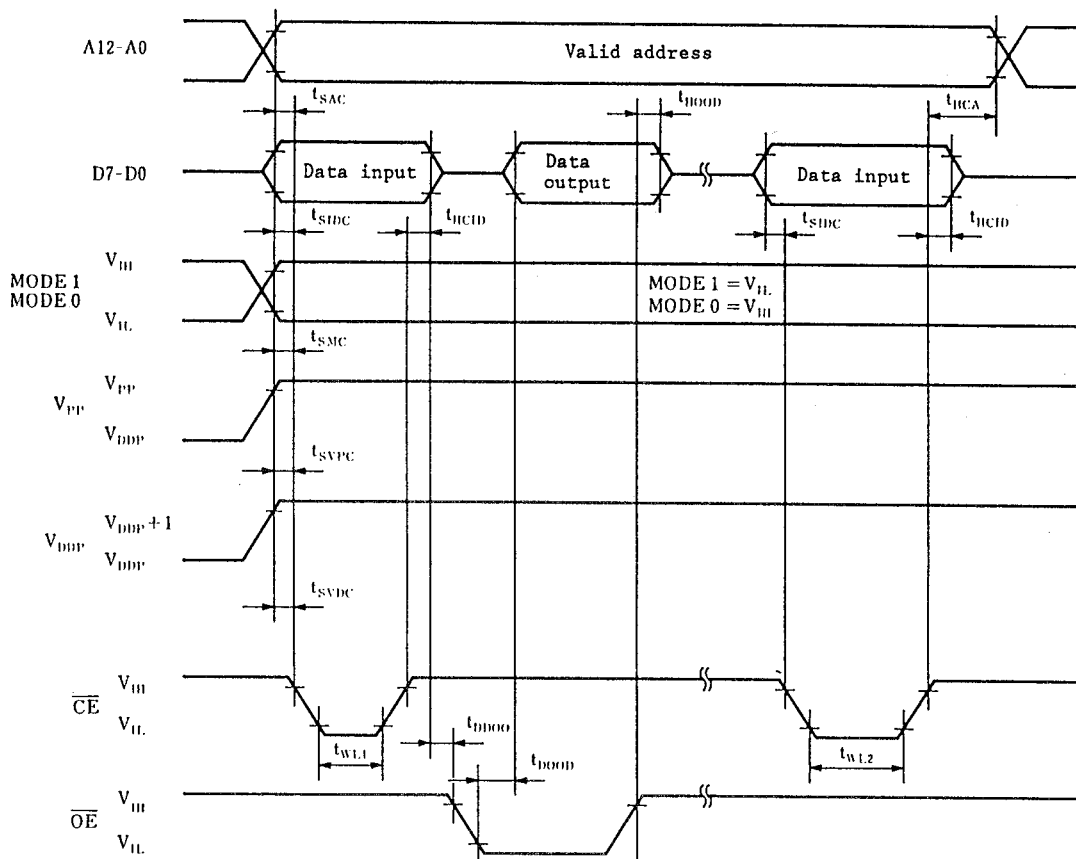 A12-A0
Valid address
tSAC
tHOOD
tHCA
D7-D0
Data input
Data
output
Data input
tSIDC
tHCID
tSIDC
tHCID
VIH
MODE 1
MODE 0
VIL
MODE 1 = VIL
MODE 0 = VIH
tSMC
VPP
VPP
VDDP
tSVPC
VDDP+1
VDDP
VDDP
tSVDC
VIH
CE
VIL
tWL1
tDDOO
tDOOD
tWL2
VIH
OE
VIL